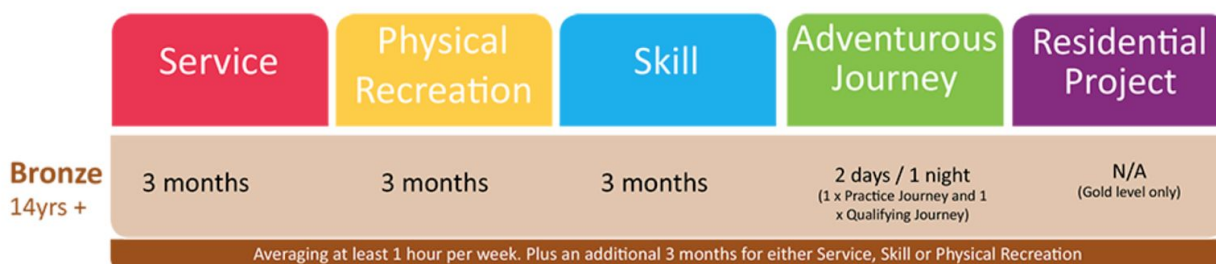 Service
Physical
Recreation
Skill
Adventurous
Journey
Residential
Project
Bronze
14yrs +
3 months
3 months
3 months
2 days / 1 night
(1 x Practice Journey and 1
x Qualifying Journey)
N/A
(Gold level only)
Averaging at least 1 hour per week. Plus an additional 3 months for either Service, Skill or Physical Recreation